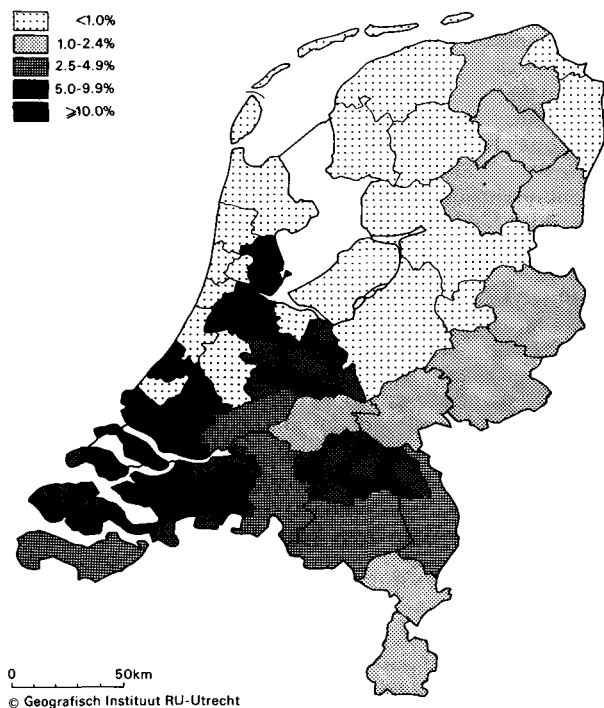 <1.0%
1.0-2.4%
2.5-4.9%
5.0-9.9%
⩾10.0%
0 50km
© Geografisch Instituut RU-Utrecht